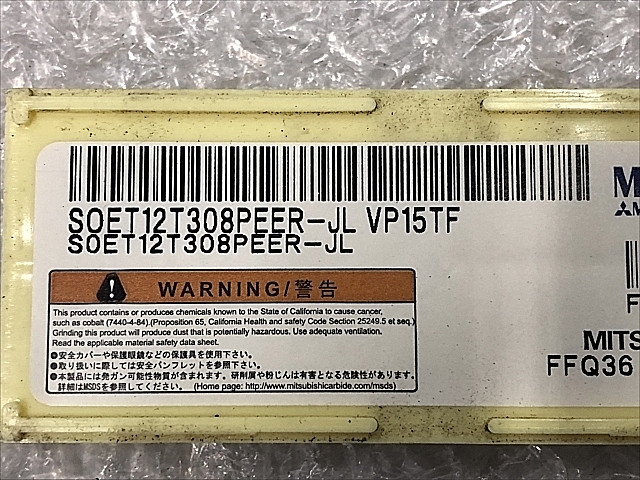 SOET12T308PEER-JL VP15TF
SOET12T308PEER-JL
WARNING/警告
This product contains or produces chemicals known to the State of California to cause cancer,
such as cobalt (7440-4-84).(Proposition 65, California Health and safety Code Section 25249.5 et seq.)
Grinding this product will produce dust that is potentially hazardous. Use adequate ventilation.
Read the Material safety data sheet.
●安全カバーや保護眼鏡などの保護具を使用下さい。
●取り扱いに際しては安全パンフレットを参照下さい。
●本製品には発ガン可能性物質が含まれます。研削屑や粉じんは有害となる危険性があります。
詳細はMSDSを参照してください。 (Home page: http://www.mitsubishicarbide.com/msds)
M
F
MITS
FFQ36